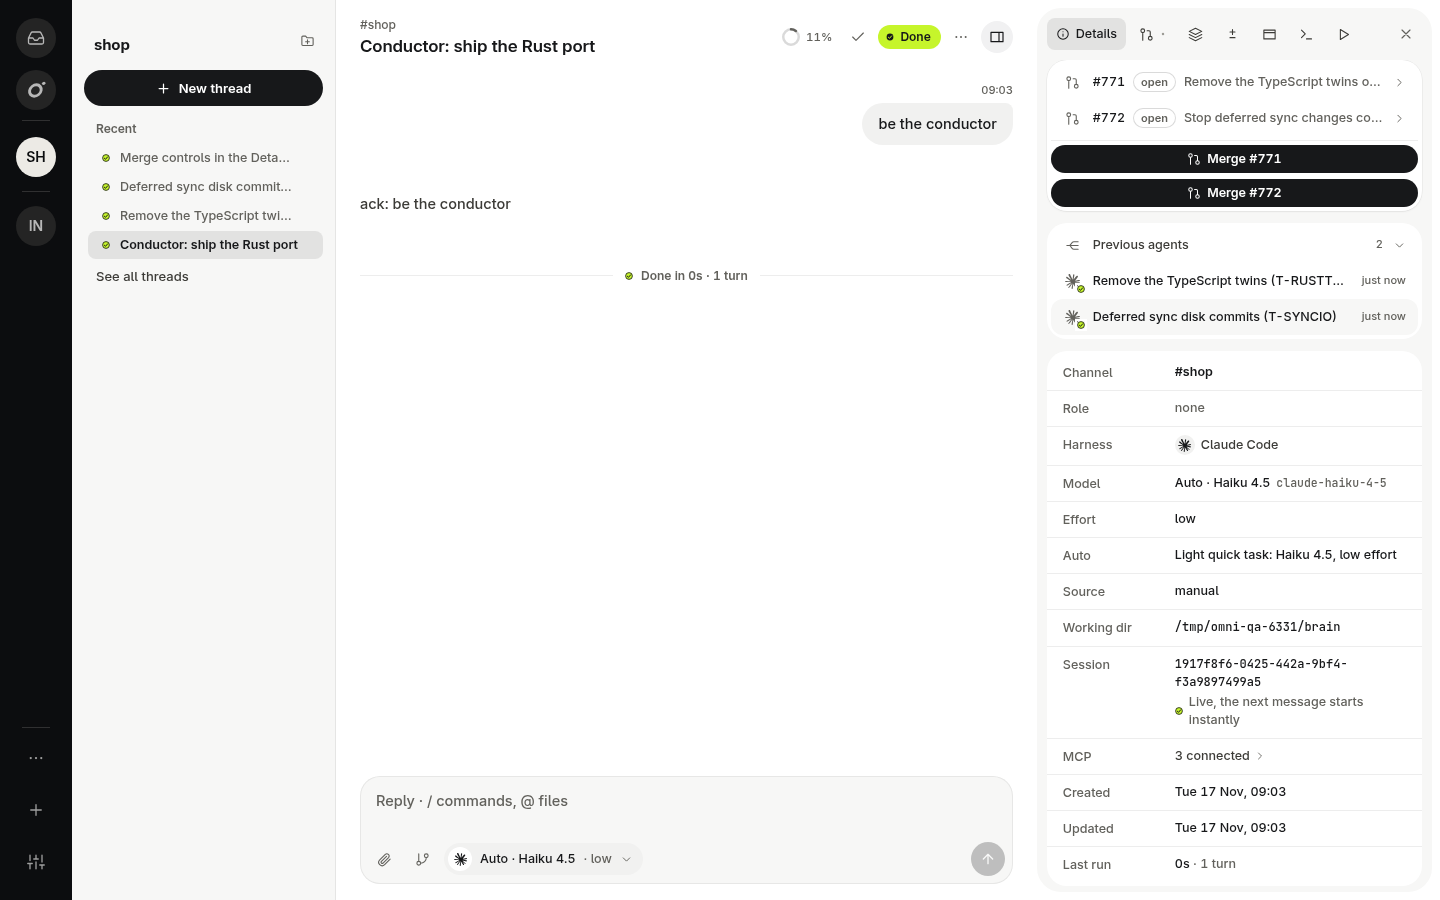 SH
IN
shop
New thread
Recent
Merge controls in the Deta...
Deferred sync disk commit...
Remove the TypeScript twi...
Conductor: ship the Rust port
See all threads
#shop
Conductor: ship the Rust port
11%
Done
09:03
be the conductor
ack: be the conductor
Done in 0s · 1 turn
Reply · / commands, @ files
Auto · Haiku 4.5 · low
Details
#771 open Remove the TypeScript twins o...
#772 open Stop deferred sync changes co...
Merge #771
Merge #772
Previous agents 2
Remove the TypeScript twins (T-RUSTT... just now
Deferred sync disk commits (T-SYNCIO) just now
Channel #shop
Role none
Harness Claude Code
Model Auto · Haiku 4.5 claude-haiku-4-5
Effort low
Auto Light quick task: Haiku 4.5, low effort
Source manual
Working dir /tmp/omni-qa-6331/brain
Session 1917f8f6-0425-442a-9bf4-
f3a9897499a5
Live, the next message starts
instantly
MCP 3 connected
Created Tue 17 Nov, 09:03
Updated Tue 17 Nov, 09:03
Last run 0s · 1 turn